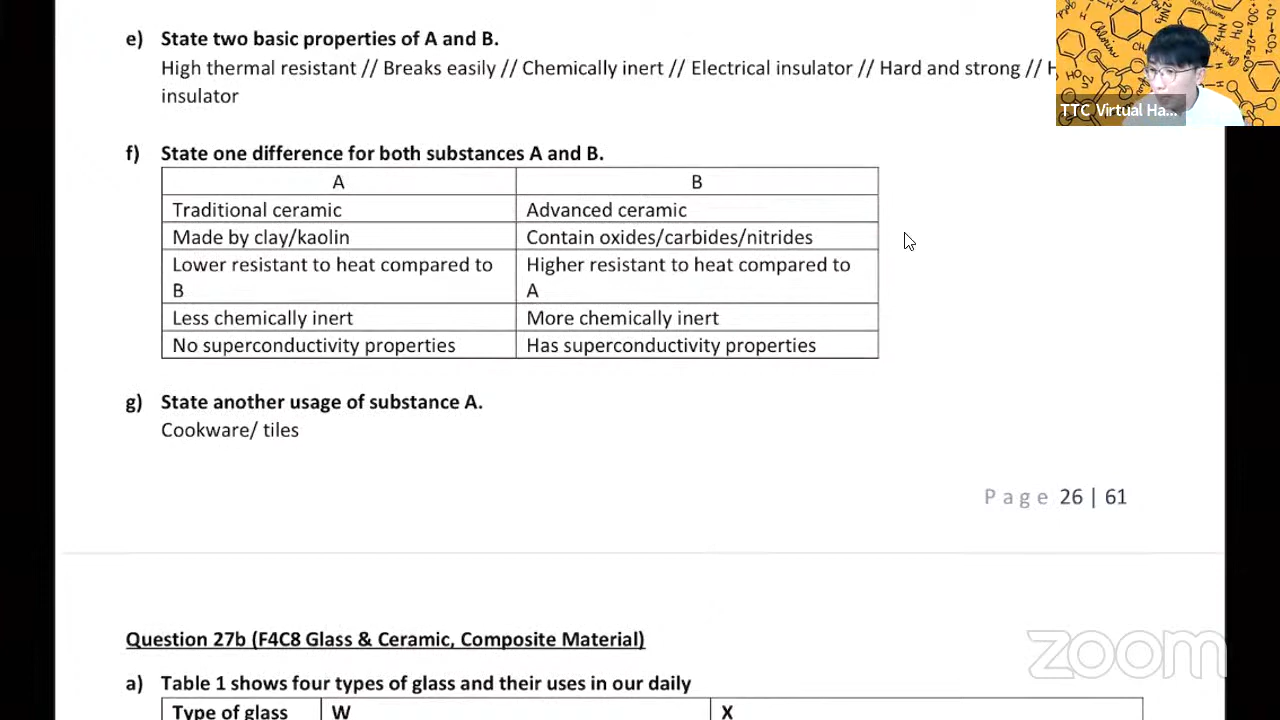 e) State two basic properties of A and B.
High thermal resistant // Breaks easily // Chemically inert // Electrical insulator // Hard and strong //
insulator
TTC Virtual Ha...
f) State one difference for both substances A and B.
A B
Traditional ceramic Advanced ceramic
Made by clay/kaolin Contain oxides/carbides/nitrides
Lower resistant to heat compared to Higher resistant to heat compared to
B A
Less chemically inert More chemically inert
No superconductivity properties Has superconductivity properties
g) State another usage of substance A.
Cookware/ tiles
Page 26 | 61
Question 27b (F4C8 Glass & Ceramic, Composite Material)
zoom
a) Table 1 shows four types of glass and their uses in our daily
Type of glass W X